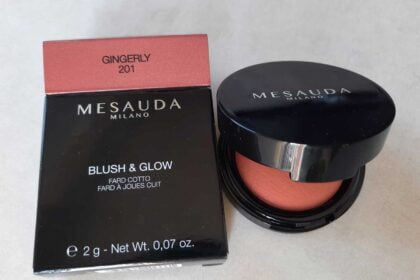 GINGERLY
201
MESAUDA
MILANO
BLUSH & GLOW
FARD COTTO
FARD À JOUES CUIT
℮ 2 g - Net Wt. 0,07 oz.
MESAUDA
MILANO